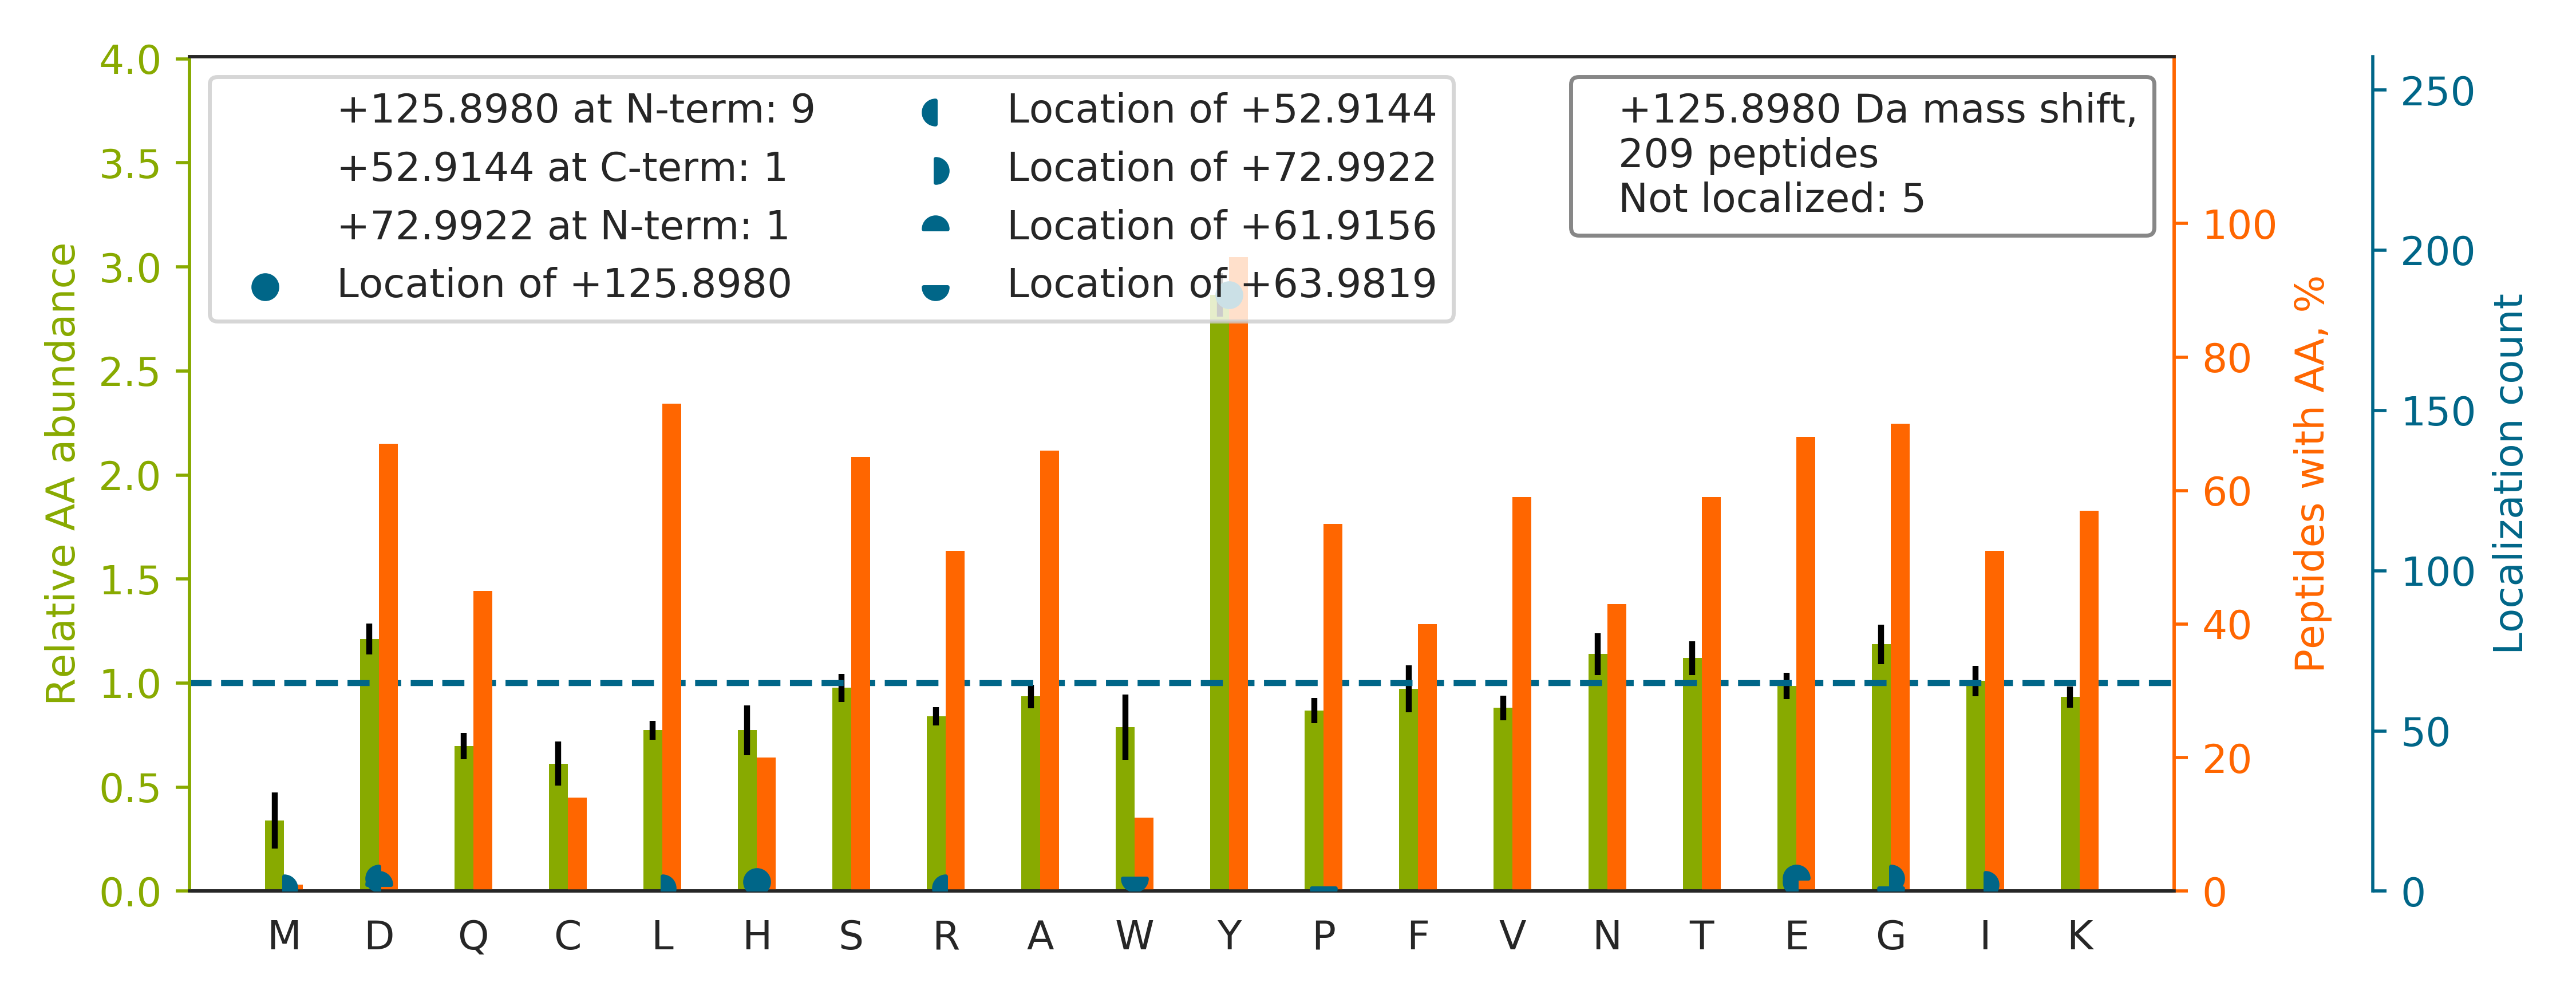 +125.8980 at N-term: 9
+52.9144 at C-term: 1
+72.9922 at N-term: 1
Location of +125.8980
Location of +52.9144
Location of +72.9922
Location of +61.9156
Location of +63.9819
+125.8980 Da mass shift,
209 peptides
Not localized: 5
Relative AA abundance
4.0
3.5
3.0
2.5
2.0
1.5
1.0
0.5
0.0
100
80
60
40
20
0
Peptides with AA, %
250
200
150
100
50
0
Localization count
M D Q C L H S R A W Y P F V N T E G I K